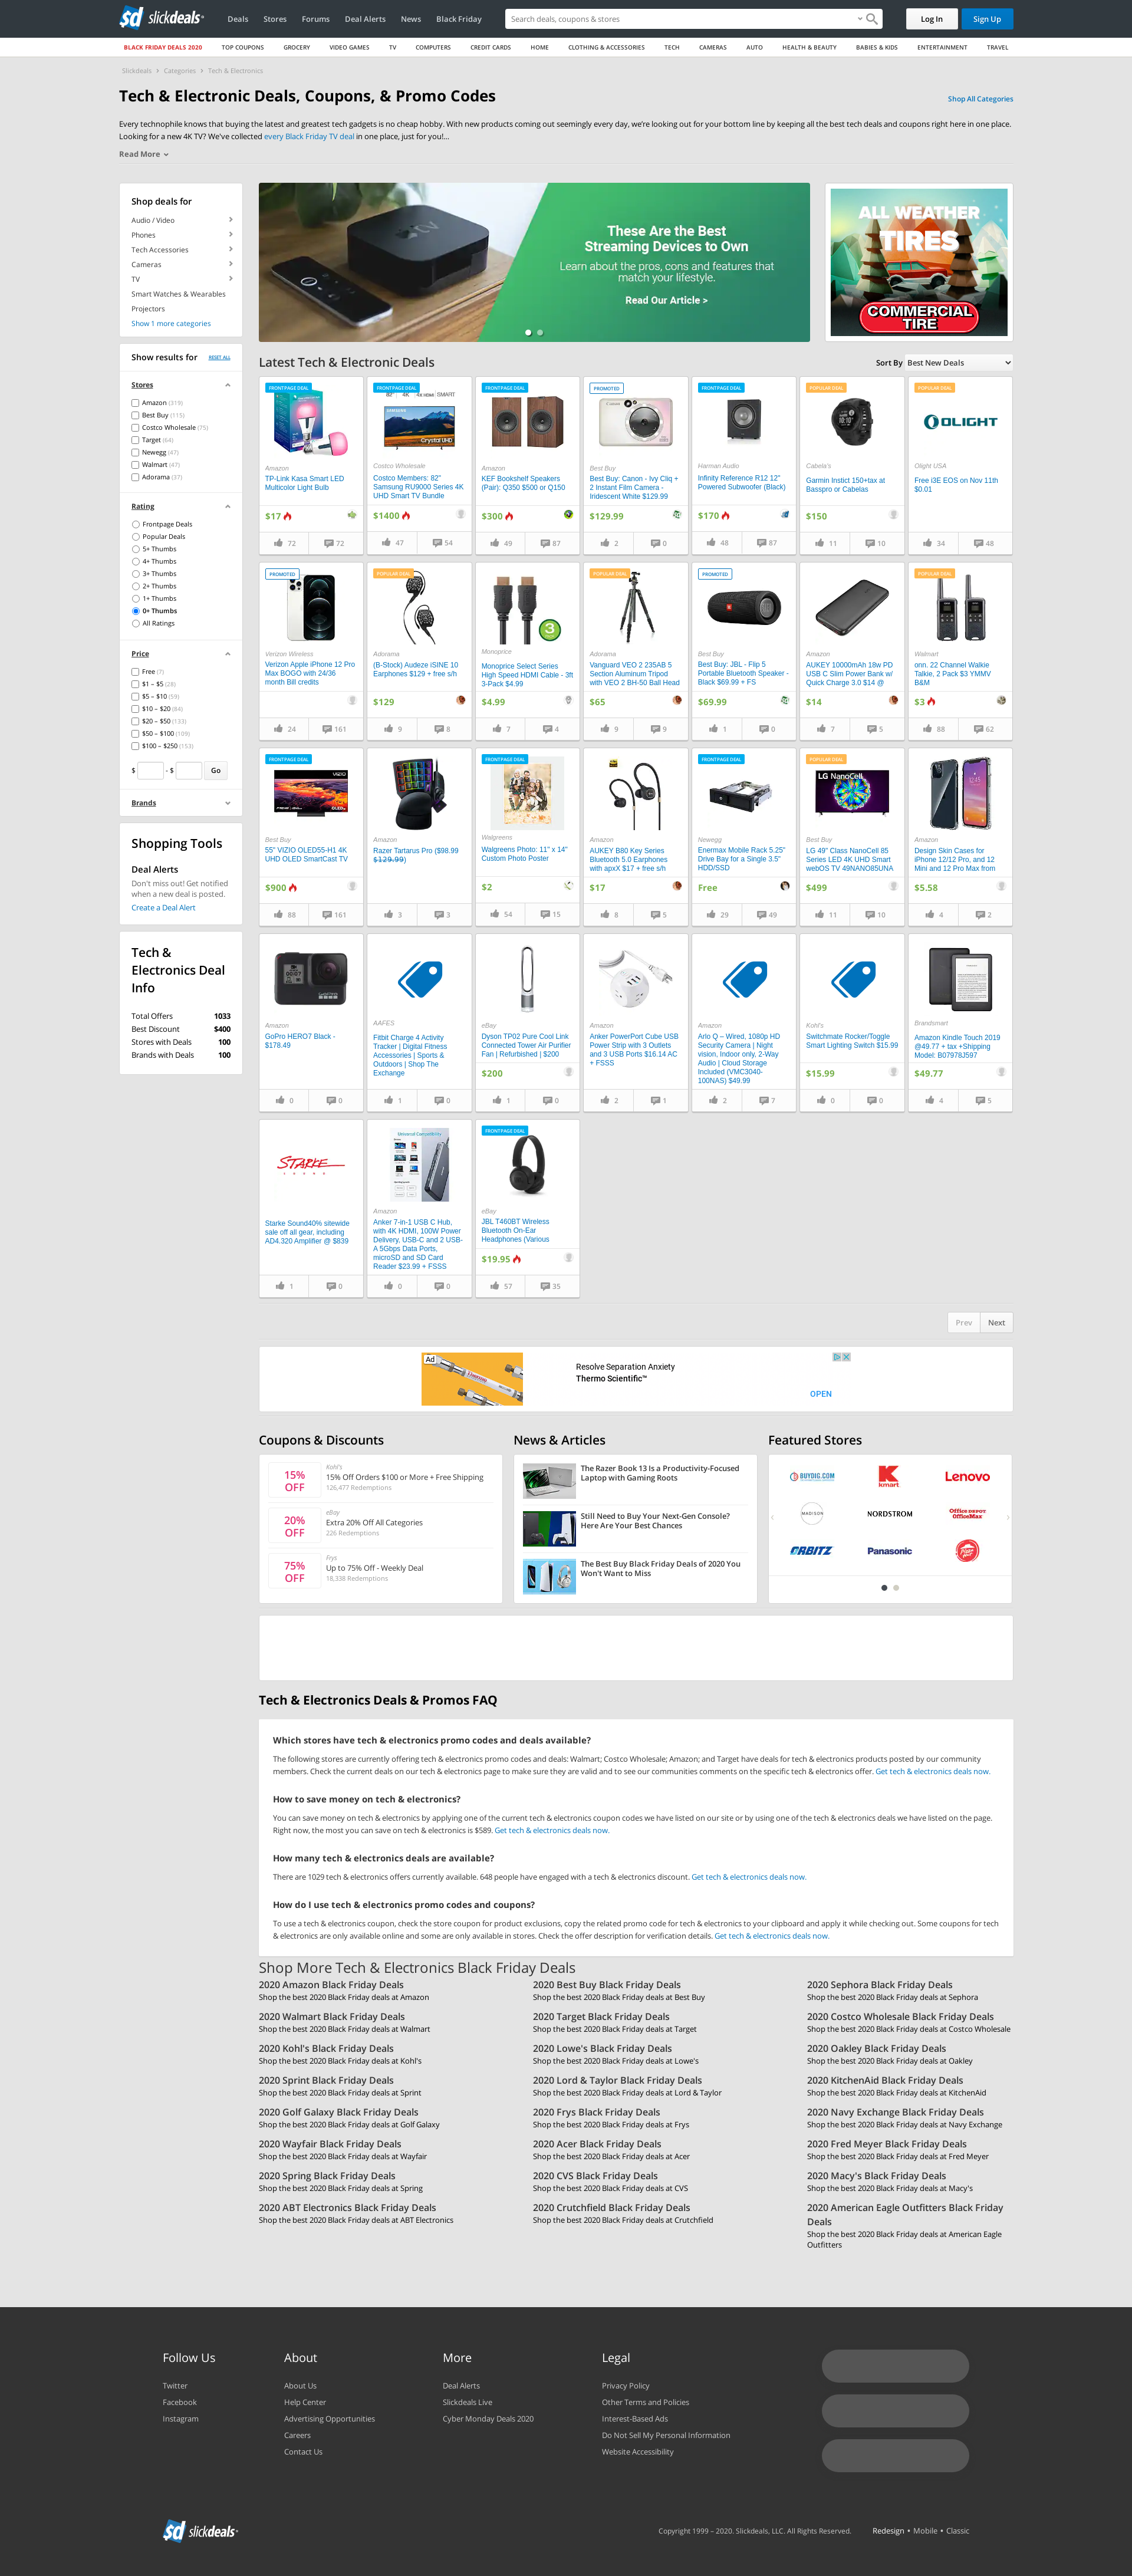 sd slickdeals
Deals Stores Forums Deal Alerts News Black Friday
Search deals, coupons & stores
Log In Sign Up
BLACK FRIDAY DEALS 2020 TOP COUPONS GROCERY VIDEO GAMES TV COMPUTERS CREDIT CARDS HOME CLOTHING & ACCESSORIES TECH CAMERAS AUTO HEALTH & BEAUTY BABIES & KIDS ENTERTAINMENT TRAVEL
Slickdeals › Categories › Tech & Electronics
Tech & Electronic Deals, Coupons, & Promo Codes
Shop All Categories
Every technophile knows that buying the latest and greatest tech gadgets is no cheap hobby. With new products coming out seemingly every day, we're looking out for your bottom line by keeping all the best tech deals and coupons right here in one place.
Looking for a new 4K TV? We've collected every Black Friday TV deal in one place, just for you!...
Read More
Shop deals for
Audio / Video
Phones
Tech Accessories
Cameras
TV
Smart Watches & Wearables
Projectors
Show 1 more categories
Show results for RESET ALL
Stores
Amazon (319)
Best Buy (115)
Costco Wholesale (75)
Target (64)
Newegg (47)
Walmart (47)
Adorama (37)
Rating
Frontpage Deals
Popular Deals
5+ Thumbs
4+ Thumbs
3+ Thumbs
2+ Thumbs
1+ Thumbs
0+ Thumbs
All Ratings
Price
Free (7)
$1 – $5 (28)
$5 – $10 (59)
$10 – $20 (84)
$20 – $50 (133)
$50 – $100 (109)
$100 – $250 (153)
$ - $ Go
Brands
Shopping Tools
Deal Alerts
Don't miss out! Get notified
when a new deal is posted.
Create a Deal Alert
Tech &
Electronics Deal
Info
Total Offers 1033
Best Discount $400
Stores with Deals 100
Brands with Deals 100
tv
These Are the Best
Streaming Devices to Own
Learn about the pros, cons and features that
match your lifestyle.
Read Our Article >
ALL WEATHER
TIRES
COMMERCIAL
TIRE
Latest Tech & Electronic Deals
Sort By Best New Deals
FRONTPAGE DEAL
Amazon
TP-Link Kasa Smart LED
Multicolor Light Bulb
$17
72 72
FRONTPAGE DEAL
82" 4K SMART
Crystal UHD
Costco Wholesale
Costco Members: 82"
Samsung RU9000 Series 4K
UHD Smart TV Bundle
$1400
47 54
FRONTPAGE DEAL
Amazon
KEF Bookshelf Speakers
(Pair): Q350 $500 or Q150
$300
49 87
PROMOTED
Canon
Best Buy
Best Buy: Canon - Ivy Cliq +
2 Instant Film Camera -
Iridescent White $129.99
$129.99
2 0
FRONTPAGE DEAL
Harman Audio
Infinity Reference R12 12"
Powered Subwoofer (Black)
$170
48 87
POPULAR DEAL
Cabela's
Garmin Instict 150+tax at
Basspro or Cabelas
$150
11 10
POPULAR DEAL
OLIGHT
Olight USA
Free i3E EOS on Nov 11th
$0.01
34 48
PROMOTED
Verizon Wireless
Verizon Apple iPhone 12 Pro
Max BOGO with 24/36
month Bill credits
24 161
POPULAR DEAL
Adorama
(B-Stock) Audeze iSINE 10
Earphones $129 + free s/h
$129
9 8
3
Monoprice
Monoprice Select Series
High Speed HDMI Cable - 3ft
3-Pack $4.99
$4.99
7 4
POPULAR DEAL
Adorama
Vanguard VEO 2 235AB 5
Section Aluminum Tripod
with VEO 2 BH-50 Ball Head
$65
9 9
PROMOTED
JBL
Best Buy
Best Buy: JBL - Flip 5
Portable Bluetooth Speaker -
Black $69.99 + FS
$69.99
1 0
Amazon
AUKEY 10000mAh 18w PD
USB C Slim Power Bank w/
Quick Charge 3.0 $14 @
$14
7 5
POPULAR DEAL
Walmart
onn. 22 Channel Walkie
Talkie, 2 Pack $3 YMMV
B&M
$3
88 62
FRONTPAGE DEAL
VIZIO
Best Buy
55" VIZIO OLED55-H1 4K
UHD OLED SmartCast TV
$900
88 161
Amazon
Razer Tartarus Pro ($98.99
$129.99)
3 3
FRONTPAGE DEAL
Walgreens
Walgreens Photo: 11" x 14"
Custom Photo Poster
$2
54 15
Amazon
AUKEY B80 Key Series
Bluetooth 5.0 Earphones
with apxX $17 + free s/h
$17
8 5
FRONTPAGE DEAL
Newegg
Enermax Mobile Rack 5.25"
Drive Bay for a Single 3.5"
HDD/SSD
Free
29 49
POPULAR DEAL
LG NanoCell
Best Buy
LG 49" Class NanoCell 85
Series LED 4K UHD Smart
webOS TV 49NANO85UNA
$499
11 10
Amazon
Design Skin Cases for
iPhone 12/12 Pro, and 12
Mini and 12 Pro Max from
$5.58
4 2
GoPro
Amazon
GoPro HERO7 Black -
$178.49
0 0
AAFES
Fitbit Charge 4 Activity
Tracker | Digital Fitness
Accessories | Sports &
Outdoors | Shop The
Exchange
1 0
eBay
Dyson TP02 Pure Cool Link
Connected Tower Air Purifier
Fan | Refurbished | $200
$200
1 0
Amazon
Anker PowerPort Cube USB
Power Strip with 3 Outlets
and 3 USB Ports $16.14 AC
+ FSSS
2 1
Amazon
Arlo Q – Wired, 1080p HD
Security Camera | Night
vision, Indoor only, 2-Way
Audio | Cloud Storage
Included (VMC3040-
100NAS) $49.99
2 7
Kohl's
Switchmate Rocker/Toggle
Smart Lighting Switch $15.99
$15.99
0 0
Brandsmart
Amazon Kindle Touch 2019
@49.77 + tax +Shipping
Model: B07978J597
$49.77
4 5
STARKE
SOUND
Starke Sound40% sitewide
sale off all gear, including
AD4.320 Amplifier @ $839
1 0
Universal Compatibility
Amazon
Anker 7-in-1 USB C Hub,
with 4K HDMI, 100W Power
Delivery, USB-C and 2 USB-
A 5Gbps Data Ports,
microSD and SD Card
Reader $23.99 + FSSS
0 0
FRONTPAGE DEAL
eBay
JBL T460BT Wireless
Bluetooth On-Ear
Headphones (Various
$19.95
57 35
Prev Next
Ad
Resolve Separation Anxiety
Thermo Scientific™
OPEN
Coupons & Discounts
15%
OFF
Kohl's
15% Off Orders $100 or More + Free Shipping
126,477 Redemptions
20%
OFF
eBay
Extra 20% Off All Categories
226 Redemptions
75%
OFF
Frys
Up to 75% Off - Weekly Deal
18,338 Redemptions
News & Articles
The Razer Book 13 Is a Productivity-Focused
Laptop with Gaming Roots
Still Need to Buy Your Next-Gen Console?
Here Are Your Best Chances
The Best Buy Black Friday Deals of 2020 You
Won't Want to Miss
Featured Stores
BUYDIG.COM
kmart
Lenovo
MADISON
NORDSTROM
Office DEPOT
OfficeMax
ORBITZ
Panasonic
Pizza Hut
Tech & Electronics Deals & Promos FAQ
Which stores have tech & electronics promo codes and deals available?
The following stores are currently offering tech & electronics promo codes and deals: Walmart; Costco Wholesale; Amazon; and Target have deals for tech & electronics products posted by our community
members. Check the current deals on our tech & electronics page to make sure they are valid and to see our communities comments on the specific tech & electronics offer. Get tech & electronics deals now.
How to save money on tech & electronics?
You can save money on tech & electronics by applying one of the current tech & electronics coupon codes we have listed on our site or by using one of the tech & electronics deals we have listed on the page.
Right now, the most you can save on tech & electronics is $589. Get tech & electronics deals now.
How many tech & electronics deals are available?
There are 1029 tech & electronics offers currently available. 648 people have engaged with a tech & electronics discount. Get tech & electronics deals now.
How do I use tech & electronics promo codes and coupons?
To use a tech & electronics coupon, check the store coupon for product exclusions, copy the related promo code for tech & electronics to your clipboard and apply it while checking out. Some coupons for tech
& electronics are only available online and some are only available in stores. Check the offer description for verification details. Get tech & electronics deals now.
Shop More Tech & Electronics Black Friday Deals
2020 Amazon Black Friday Deals
Shop the best 2020 Black Friday deals at Amazon
2020 Best Buy Black Friday Deals
Shop the best 2020 Black Friday deals at Best Buy
2020 Sephora Black Friday Deals
Shop the best 2020 Black Friday deals at Sephora
2020 Walmart Black Friday Deals
Shop the best 2020 Black Friday deals at Walmart
2020 Target Black Friday Deals
Shop the best 2020 Black Friday deals at Target
2020 Costco Wholesale Black Friday Deals
Shop the best 2020 Black Friday deals at Costco Wholesale
2020 Kohl's Black Friday Deals
Shop the best 2020 Black Friday deals at Kohl's
2020 Lowe's Black Friday Deals
Shop the best 2020 Black Friday deals at Lowe's
2020 Oakley Black Friday Deals
Shop the best 2020 Black Friday deals at Oakley
2020 Sprint Black Friday Deals
Shop the best 2020 Black Friday deals at Sprint
2020 Lord & Taylor Black Friday Deals
Shop the best 2020 Black Friday deals at Lord & Taylor
2020 KitchenAid Black Friday Deals
Shop the best 2020 Black Friday deals at KitchenAid
2020 Golf Galaxy Black Friday Deals
Shop the best 2020 Black Friday deals at Golf Galaxy
2020 Frys Black Friday Deals
Shop the best 2020 Black Friday deals at Frys
2020 Navy Exchange Black Friday Deals
Shop the best 2020 Black Friday deals at Navy Exchange
2020 Wayfair Black Friday Deals
Shop the best 2020 Black Friday deals at Wayfair
2020 Acer Black Friday Deals
Shop the best 2020 Black Friday deals at Acer
2020 Fred Meyer Black Friday Deals
Shop the best 2020 Black Friday deals at Fred Meyer
2020 Spring Black Friday Deals
Shop the best 2020 Black Friday deals at Spring
2020 CVS Black Friday Deals
Shop the best 2020 Black Friday deals at CVS
2020 Macy's Black Friday Deals
Shop the best 2020 Black Friday deals at Macy's
2020 ABT Electronics Black Friday Deals
Shop the best 2020 Black Friday deals at ABT Electronics
2020 Crutchfield Black Friday Deals
Shop the best 2020 Black Friday deals at Crutchfield
2020 American Eagle Outfitters Black Friday
Deals
Shop the best 2020 Black Friday deals at American Eagle
Outfitters
Follow Us
Twitter
Facebook
Instagram
About
About Us
Help Center
Advertising Opportunities
Careers
Contact Us
More
Deal Alerts
Slickdeals Live
Cyber Monday Deals 2020
Legal
Privacy Policy
Other Terms and Policies
Interest-Based Ads
Do Not Sell My Personal Information
Website Accessibility
sd slickdeals
Copyright 1999 – 2020. Slickdeals, LLC. All Rights Reserved. Redesign • Mobile • Classic